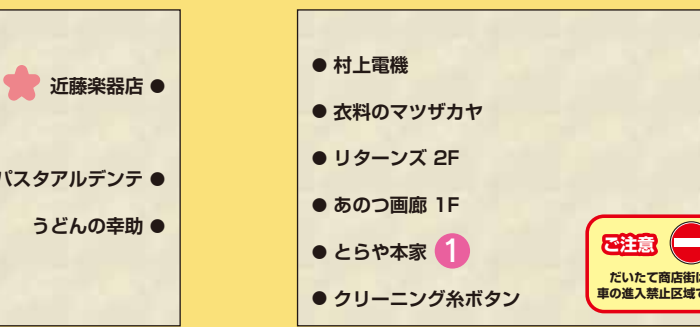 近藤楽器店 ●
パスタアルデンテ ●
うどんの幸助 ●
● 村上電機
● 衣料のマツザカヤ
● リターンズ 2F
● あのつ画廊 1F
● とらや本家 1
● クリーニング糸ボタン
ご注意
だいたて商店街は
車の進入禁止区域で